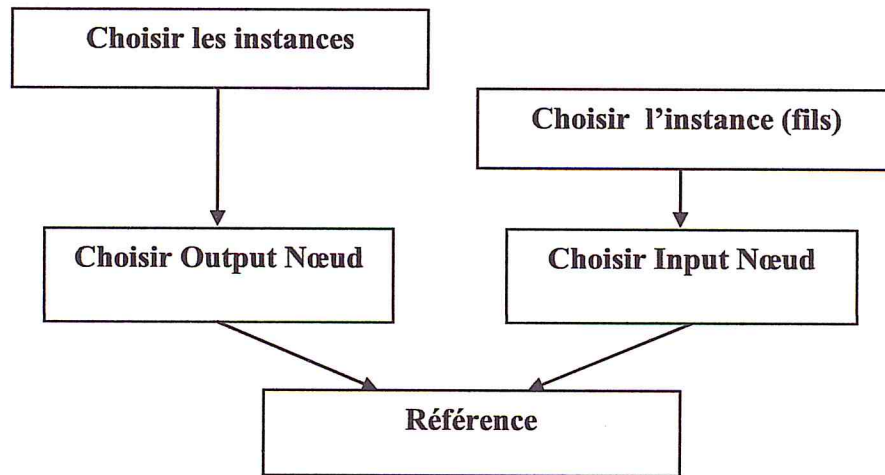 Choisir les instances
Choisir l'instance (fils)
Choisir Output Nœud
Choisir Input Nœud
Référence